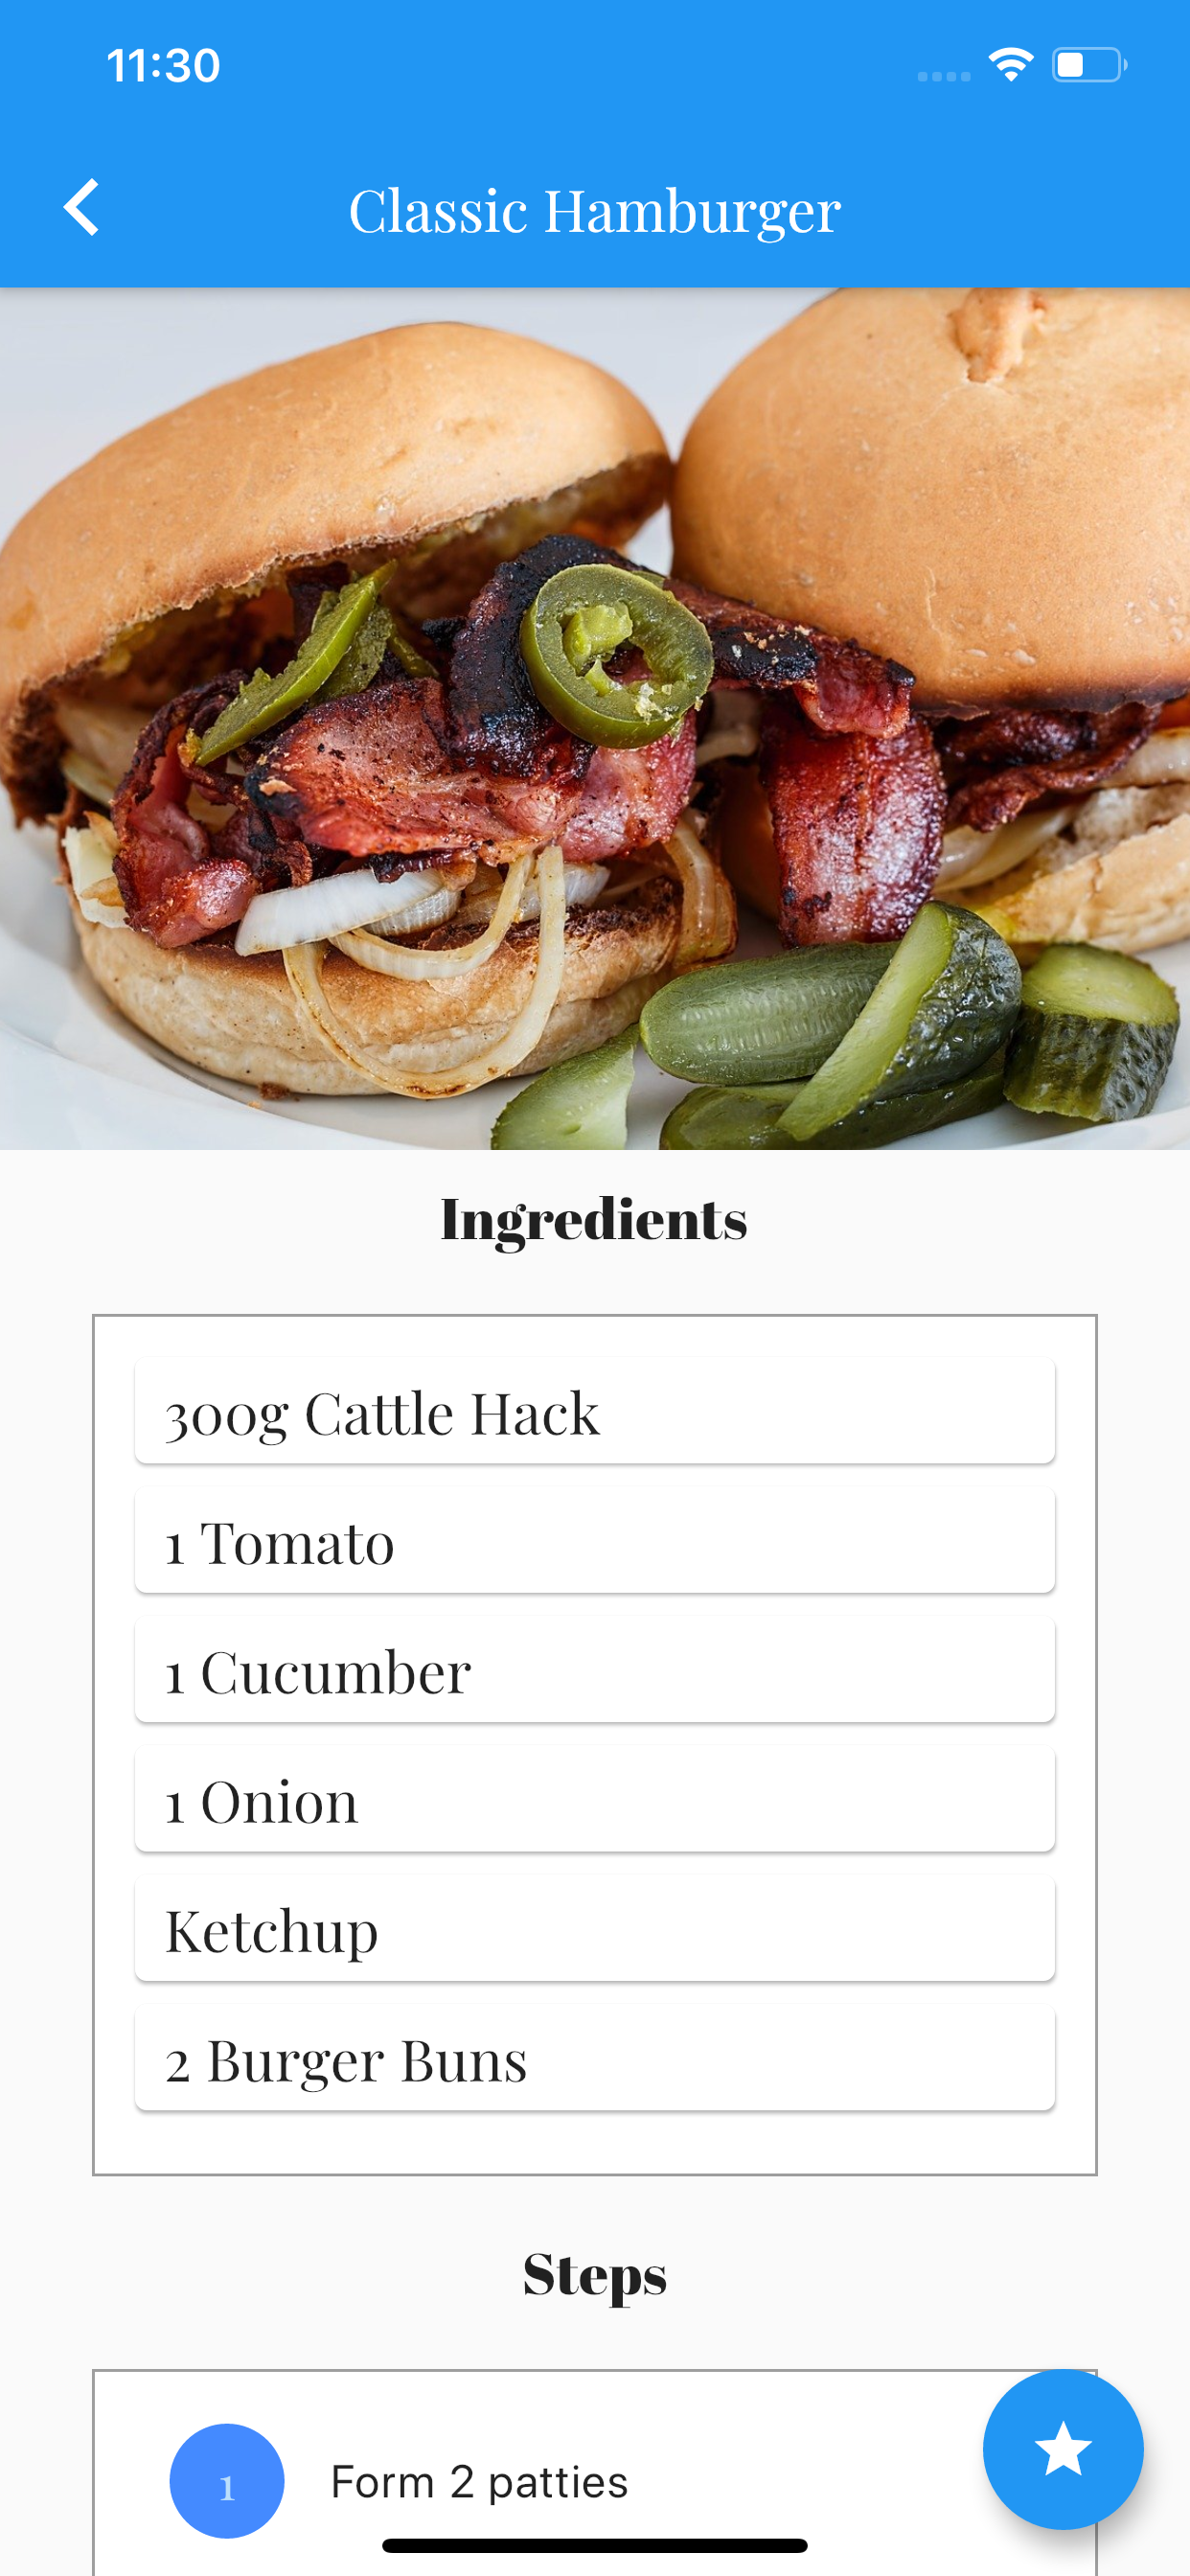 11:30
Classic Hamburger
Ingredients
300g Cattle Hack
1 Tomato
1 Cucumber
1 Onion
Ketchup
2 Burger Buns
Steps
1 Form 2 patties